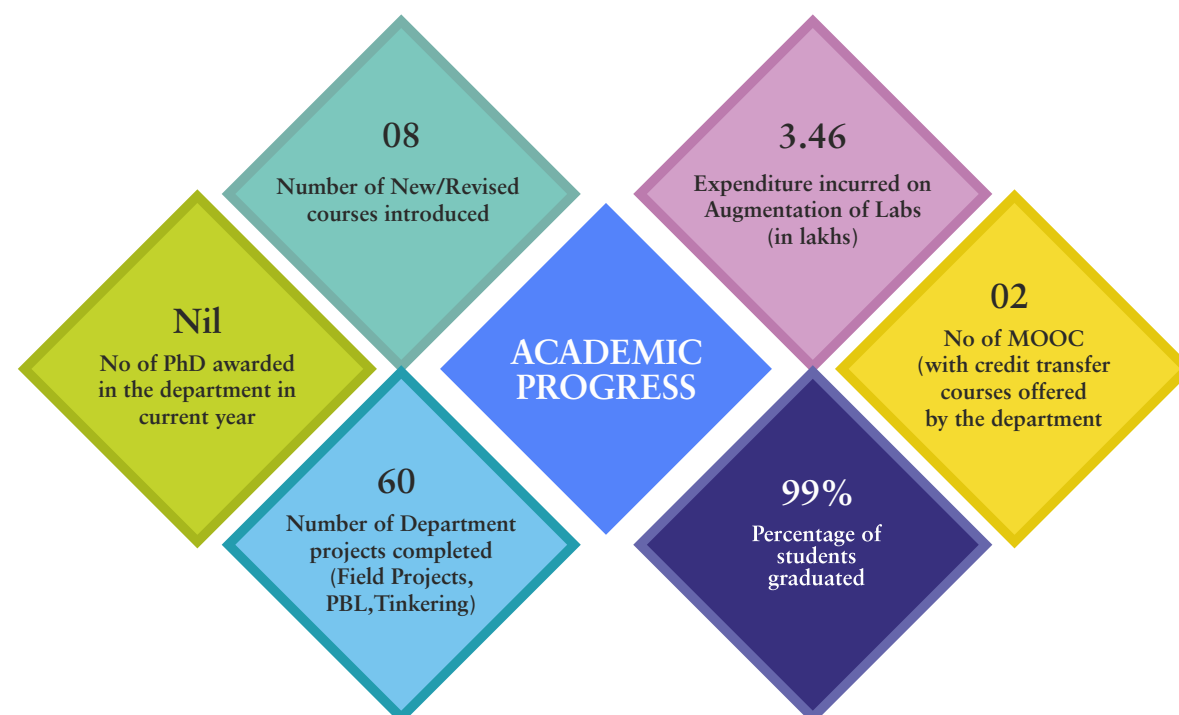 08
Number of New/Revised
courses introduced
3.46
Expenditure incurred on
Augmentation of Labs
(in lakhs)
Nil
No of PhD awarded
in the department in
current year
ACADEMIC
PROGRESS
02
No of MOOC
(with credit transfer
courses offered
by the department
60
Number of Department
projects completed
(Field Projects,
PBL,Tinkering)
99%
Percentage of
students
graduated